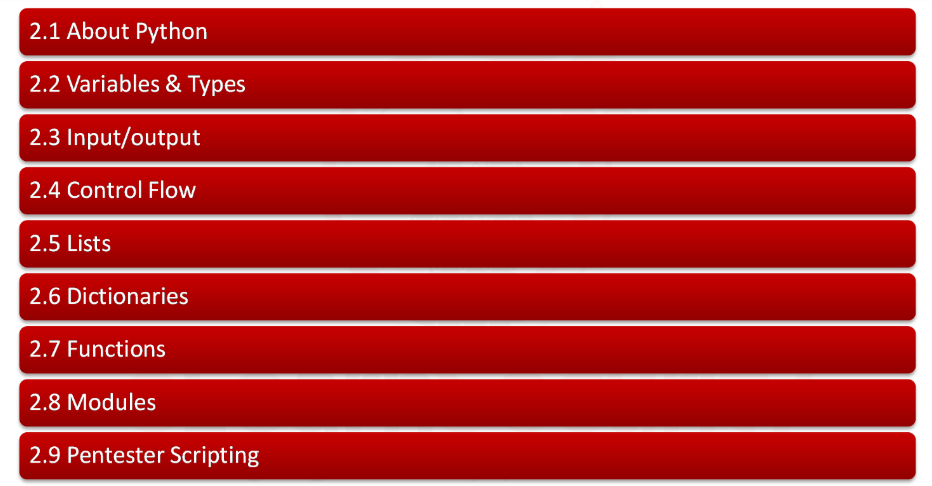 2.1 About Python
2.2 Variables & Types
2.3 Input/output
2.4 Control Flow
2.5 Lists
2.6 Dictionaries
2.7 Functions
2.8 Modules
2.9 Pentester Scripting